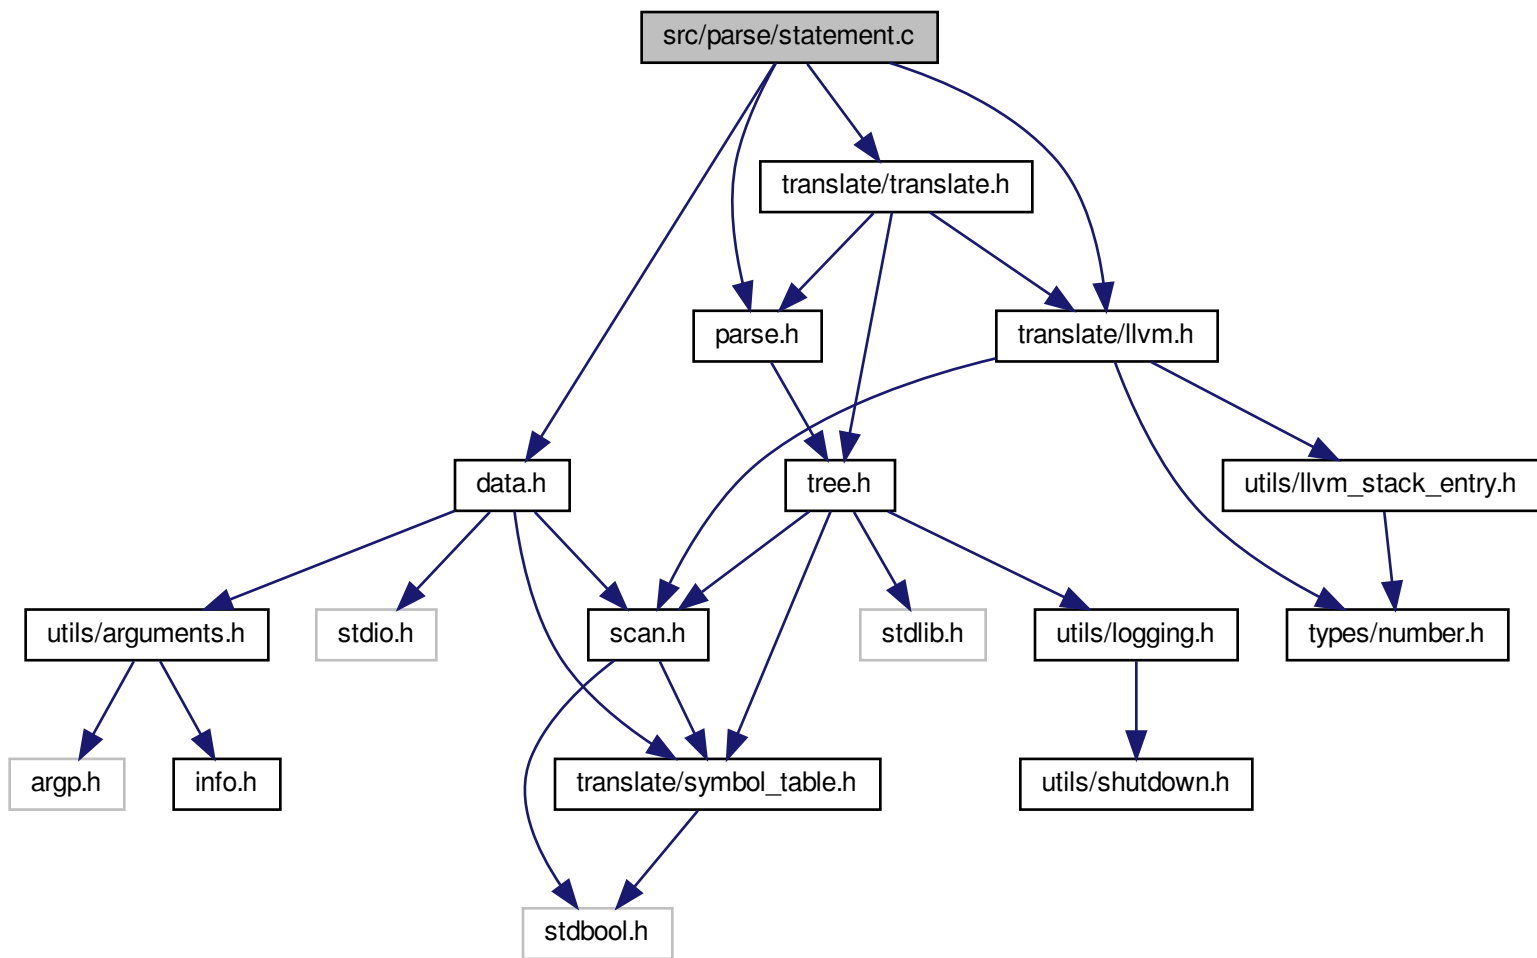 src/parse/statement.c
translate/translate.h
parse.h
translate/llvm.h
data.h
tree.h
utils/llvm_stack_entry.h
utils/arguments.h
stdio.h
scan.h
stdlib.h
utils/logging.h
types/number.h
argp.h
info.h
translate/symbol_table.h
utils/shutdown.h
stdbool.h